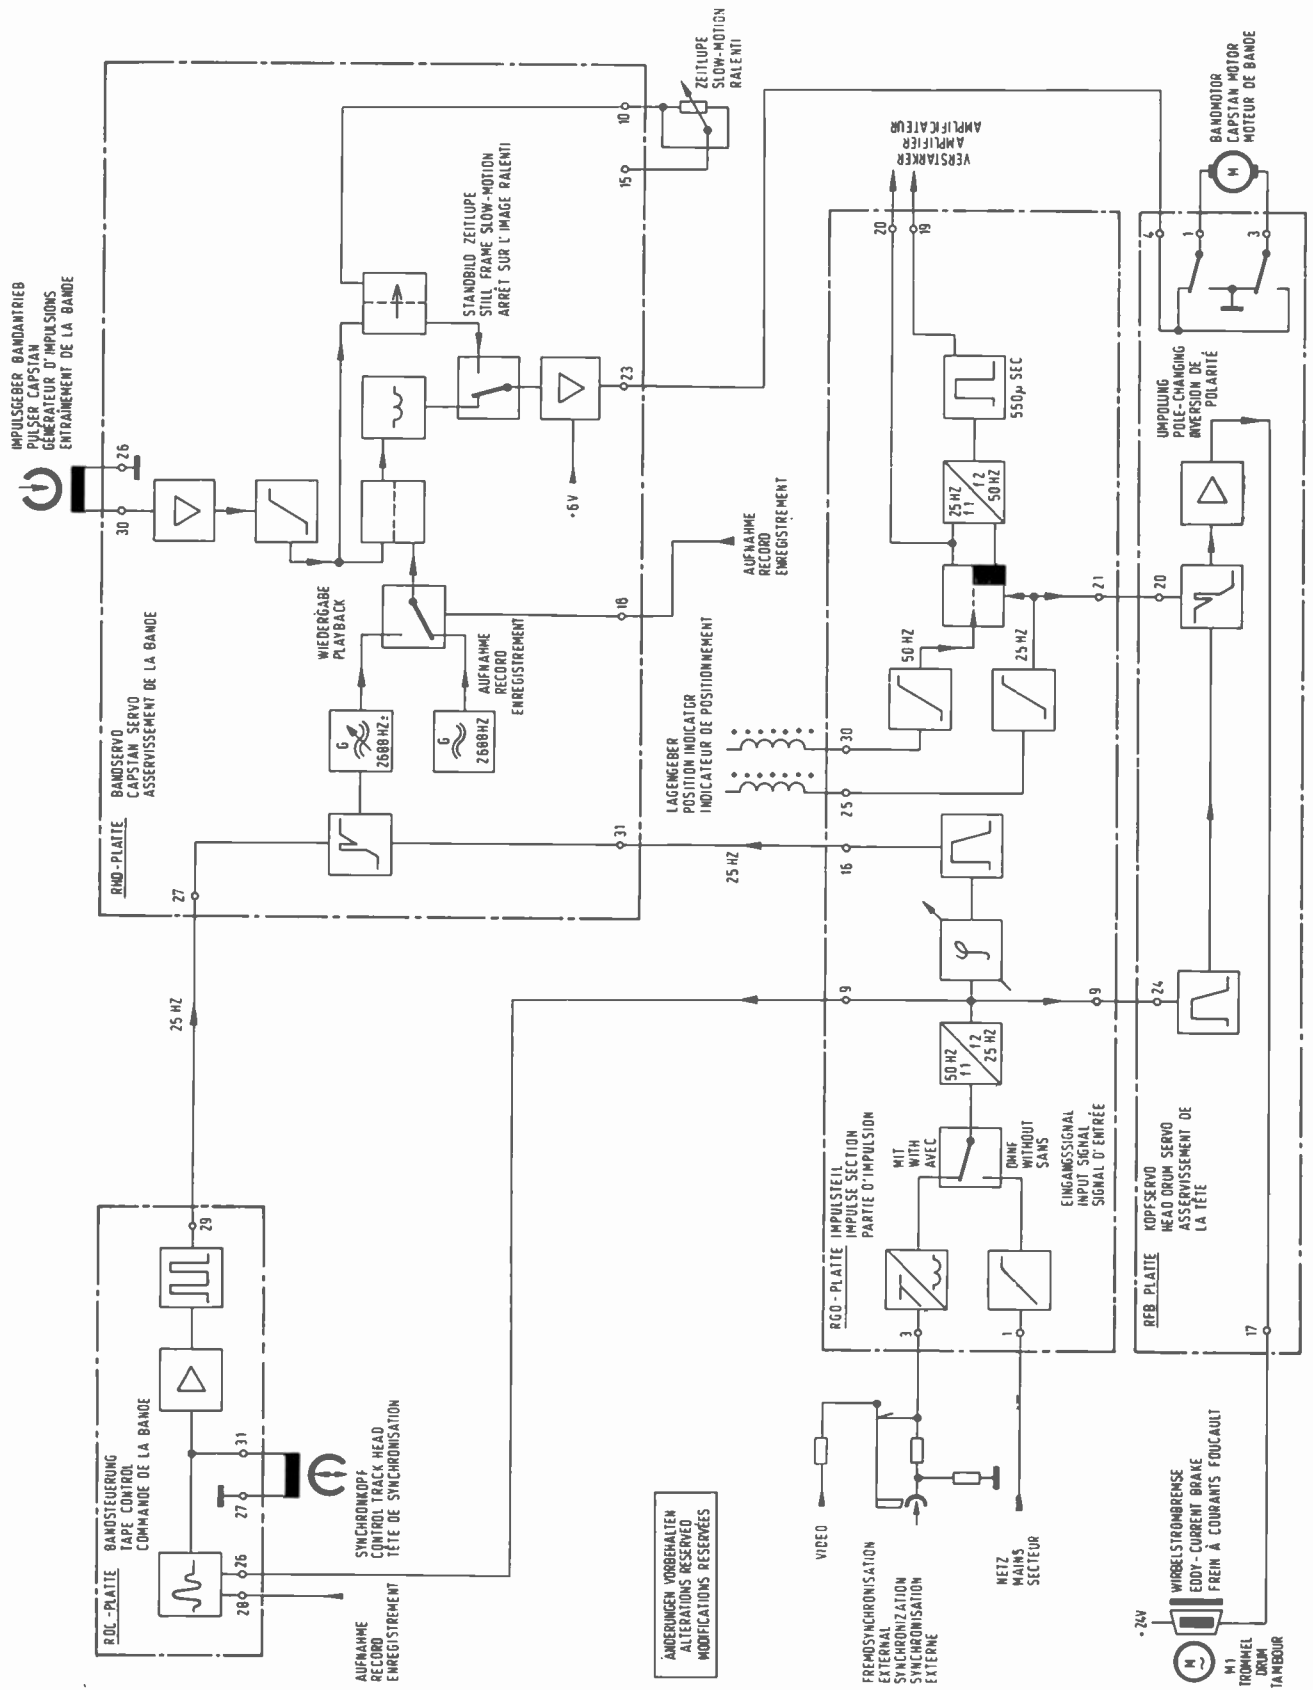 ROC-PLATTE
BANDSTEUERUNG
TAPE CONTROL
COMMANDE DE LA BANDE
28
26
27
31
29
AUFNAHME
RECORD
ENREGISTREMENT
SYNCHRONKOPF
CONTROL TRACK HEAD
TÊTE DE SYNCHRONISATION
25 HZ
RHO-PLATTE
BANDSERVO
CAPSTAN SERVO
ASSERVISSEMENT DE LA BANDE
27
31
G
2688HZ±
G
2688HZ
WIEDERGABE
PLAYBACK
AUFNAHME
RECORD
ENREGISTREMENT
18
AUFNAHME
RECORD
ENREGISTREMENT
IMPULSGEBER BANDANTRIEB
PULSER CAPSTAN
GÉNÉRATEUR D'IMPULSIONS
ENTRAÎNEMENT DE LA BANDE
30
26
+6V
STANDBILD ZEITLUPE
STILL FRAME SLOW-MOTION
ARRÊT SUR L'IMAGE RALENTI
23
15
10
ZEITLUPE
SLOW-MOTION
RALENTI
ÄNDERUNGEN VORBEHALTEN
ALTERATIONS RESERVED
MODIFICATIONS RESERVÉES
VIDEO
FREMDSYNCHRONISATION
EXTERNAL
SYNCHRONIZATION
SYNCHRONISATION
EXTERNE
NETZ
MAINS
SECTEUR
RGO-PLATTE
IMPULSTEIL
IMPULSE SECTION
PARTIE D'IMPULSION
3
1
MIT
WITH
AVEC
OHNE
WITHOUT
SANS
EINGANGSSIGNAL
INPUT SIGNAL
SIGNAL D'ENTRÉE
50 HZ
f1
f2
25 HZ
9
9
16
25 HZ
LAGENGEBER
POSITION INDICATOR
INDICATEUR DE POSITIONNEMENT
25
30
50 HZ
25 HZ
21
25 HZ
f1
f2
50 HZ
550µ SEC
20
19
VERSTÄRKER
AMPLIFIER
AMPLIFICATEUR
RFB PLATTE
KOPFSERVO
HEAD DRUM SERVO
ASSERVISSEMENT DE
LA TÊTE
17
24
20
UMPOLUNG
POLE-CHANGING
INVERSION DE
POLARITÉ
4
1
3
M
BANDMOTOR
CAPSTAN MOTOR
MOTEUR DE BANDE
+24V
WIRBELSTROMBREMSE
EDDY-CURRENT BRAKE
FREIN À COURANTS FOUCAULT
M
M1
TROMMEL
DRUM
TAMBOUR